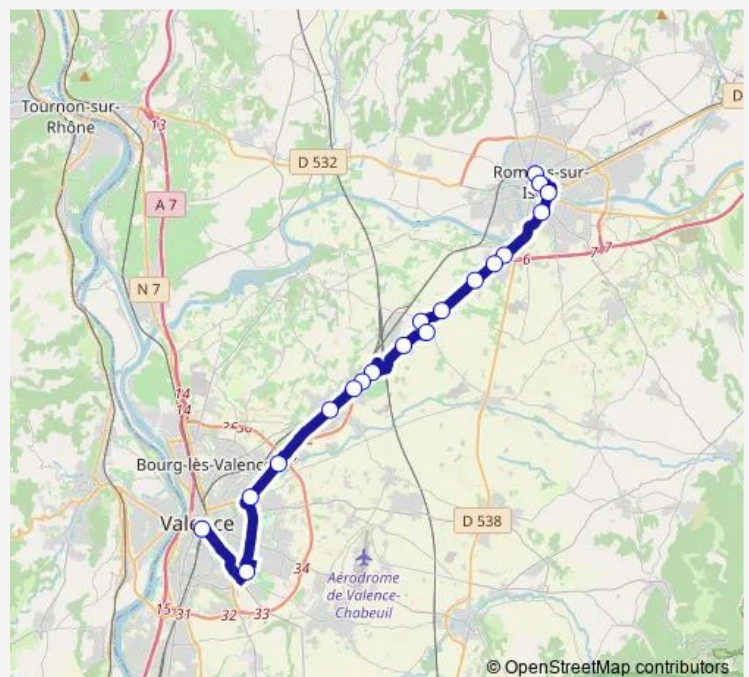 Tournon-sur-
Rhône
13
D 532
D
A 7
N 7
6
7
7
14
14
Bourg-lès-Valence
Valence
D 538
34
Aérodrome
de Valence-
Chabeuil
15
31
32
33
© OpenStreetMap contributors